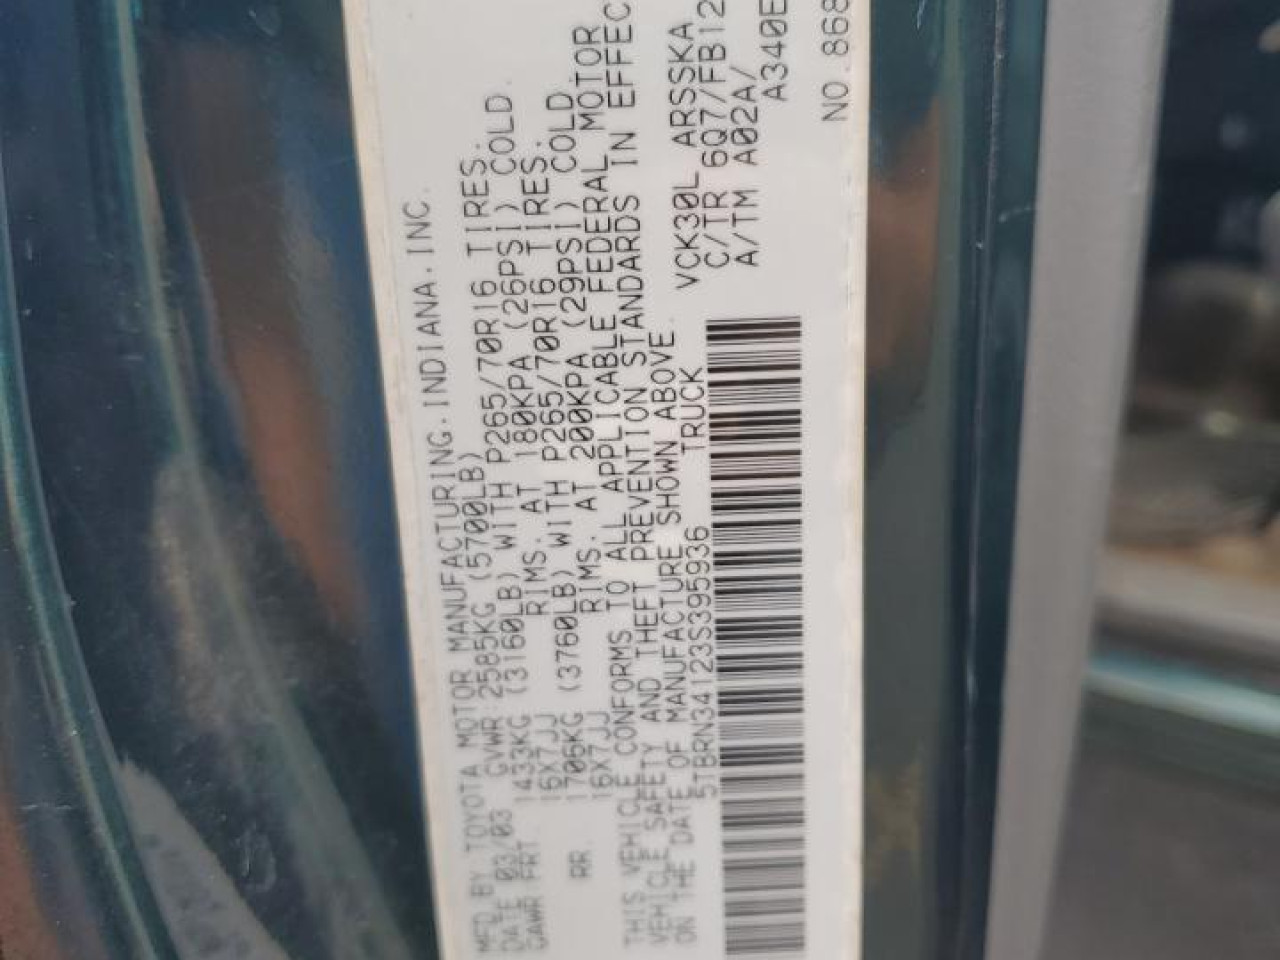 MFD.BY TOYOTA MOTOR MANUFACTURING.INDIANA.INC.
DATE 03/03 GVWR 2585KG (5700LB)
GAWR FRT. 1433KG (3160LB) WITH P265/70R16 TIRES.
16X7JJ RIMS. AT 180KPA (26PSI) COLD.
RR. 1706KG (3760LB) WITH P265/70R16 TIRES.
16X7JJ RIMS. AT 200KPA (29PSI) COLD.
THIS VEHICLE CONFORMS TO ALL APPLICABLE FEDERAL MOTOR
VEHICLE SAFETY AND THEFT PREVENTION STANDARDS IN EFFEC
ON THE DATE OF MANUFACTURE SHOWN ABOVE.
5TBRN34123S395936 TRUCK
VCK30L ARSSKA
C/TR 6Q7/FB12
A/TM A02A/
A340E
NO.868